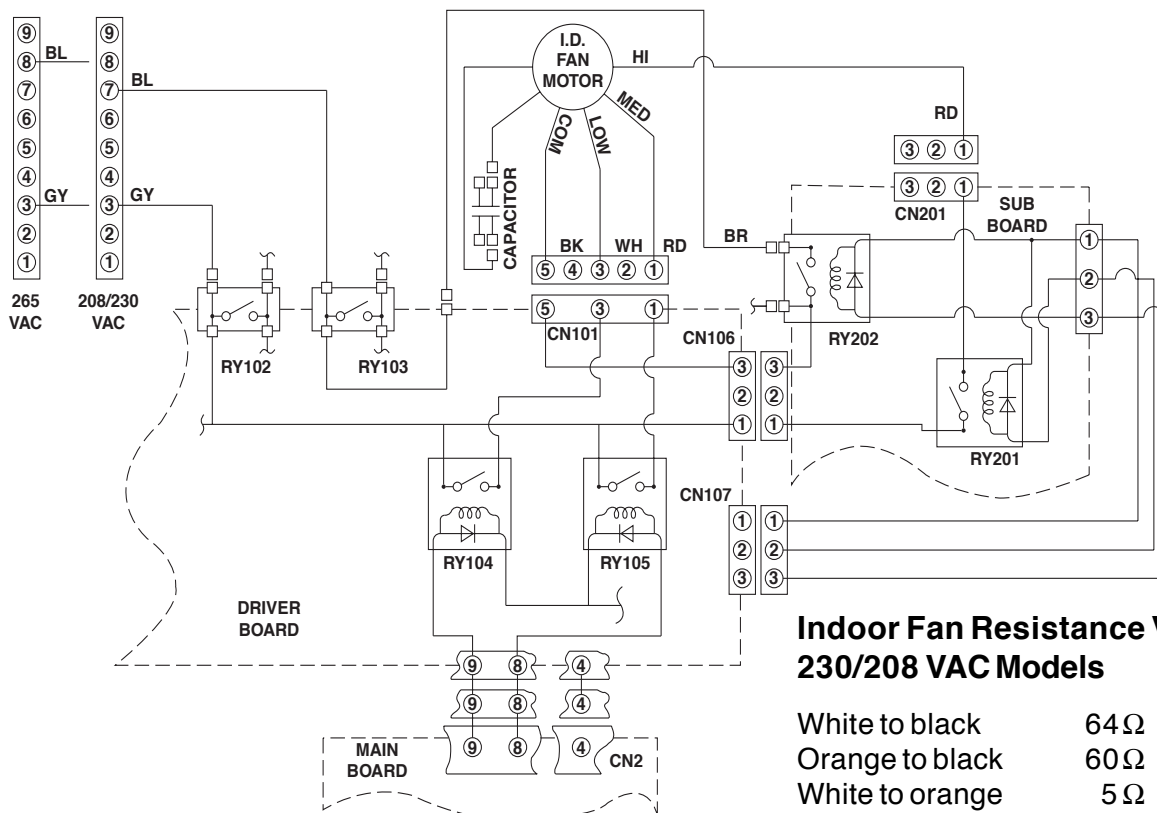 9
8
7
6
5
4
3
2
1
265
VAC
BL
GY
9
8
7
6
5
4
3
2
1
208/230
VAC
BL
GY
I.D.
FAN
MOTOR
HI
MED
LOW
COM
CAPACITOR
BK
WH
RD
5
4
3
2
1
5
3
1
CN101
RD
3
2
1
3
2
1
CN201
SUB
BOARD
BR
1
2
3
RY202
RY201
RY102
RY103
CN106
3
2
1
3
2
1
CN107
1
2
3
1
2
3
RY104
RY105
DRIVER
BOARD
9
8
4
9
8
4
9
8
4
CN2
MAIN
BOARD
Indoor Fan Resistance
230/208 VAC Models
White to black 64Ω
Orange to black 60Ω
White to orange 5Ω